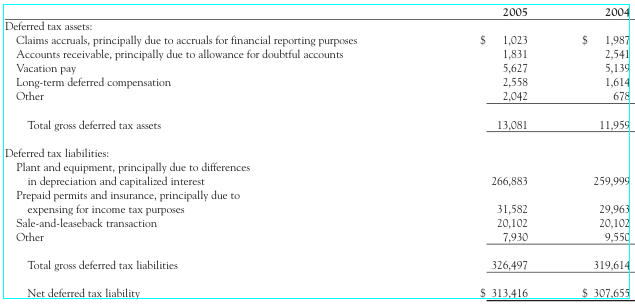 2005 2004
Deferred tax assets:
Claims accruals, principally due to accruals for financial reporting purposes $ 1,023 $ 1,987
Accounts receivable, principally due to allowance for doubtful accounts 1,831 2,541
Vacation pay 5,627 5,139
Long-term deferred compensation 2,558 1,614
Other 2,042 678
Total gross deferred tax assets 13,081 11,959
Deferred tax liabilities:
Plant and equipment, principally due to differences
in depreciation and capitalized interest 266,883 259,999
Prepaid permits and insurance, principally due to
expensing for income tax purposes 31,582 29,963
Sale-and-leaseback transaction 20,102 20,102
Other 7,930 9,550
Total gross deferred tax liabilities 326,497 319,614
Net deferred tax liability $ 313,416 $ 307,655